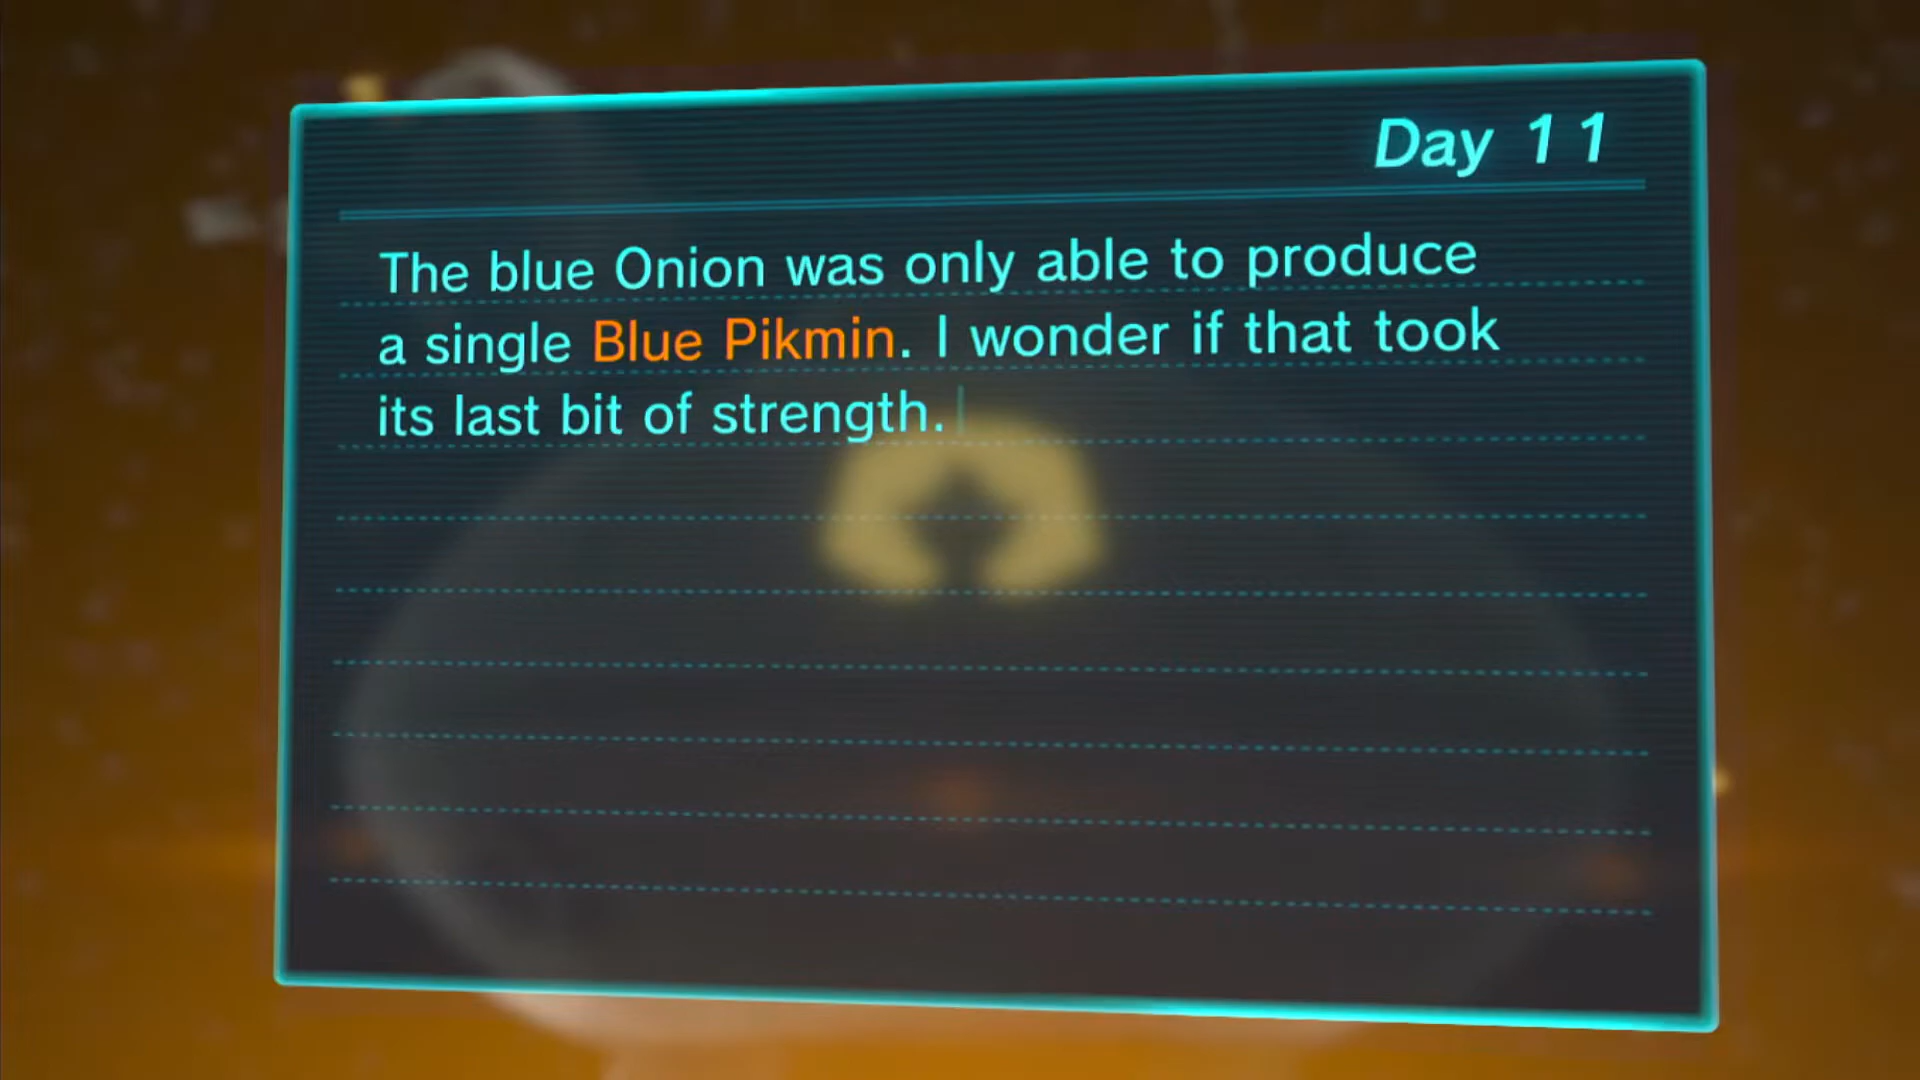 Day 11
The blue Onion was only able to produce
a single Blue Pikmin. I wonder if that took
its last bit of strength.